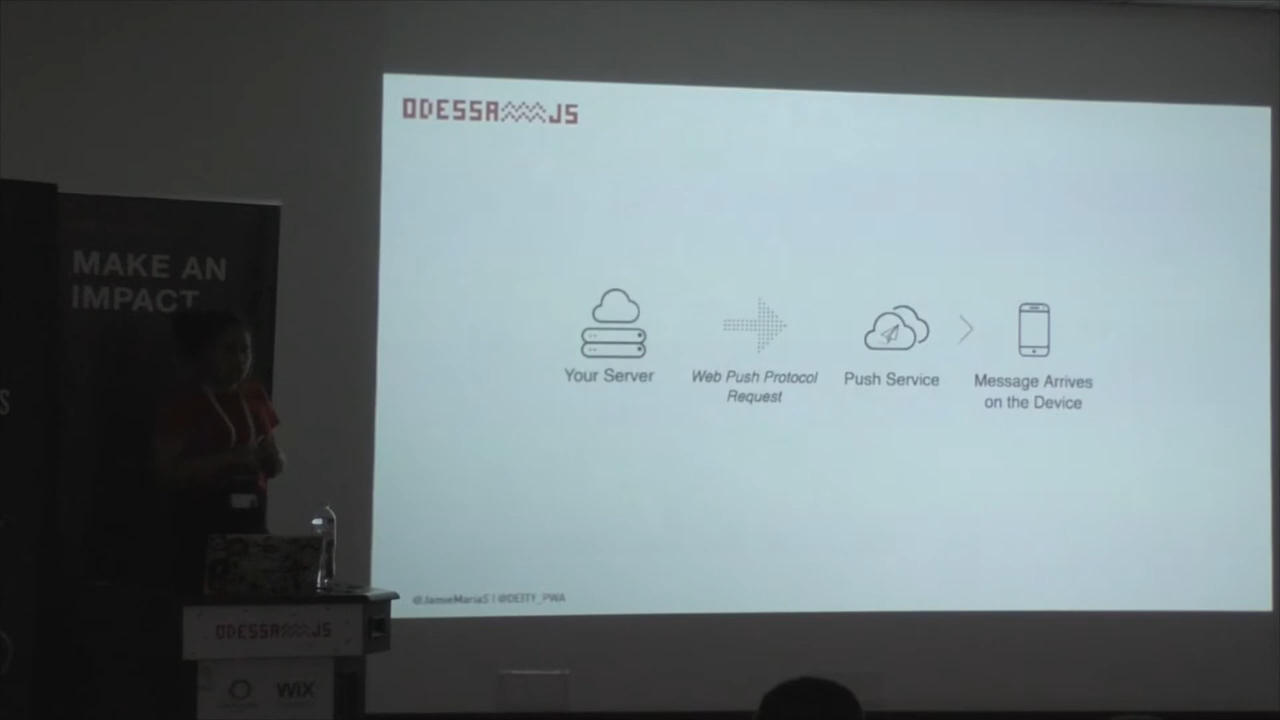 ODESSA JS
MAKE AN
IMPACT
Your Server
Web Push Protocol
Request
Push Service
Message Arrives
on the Device
@JamieMariaS | @DEITY_PWA
S
ODESSA JS
WiX